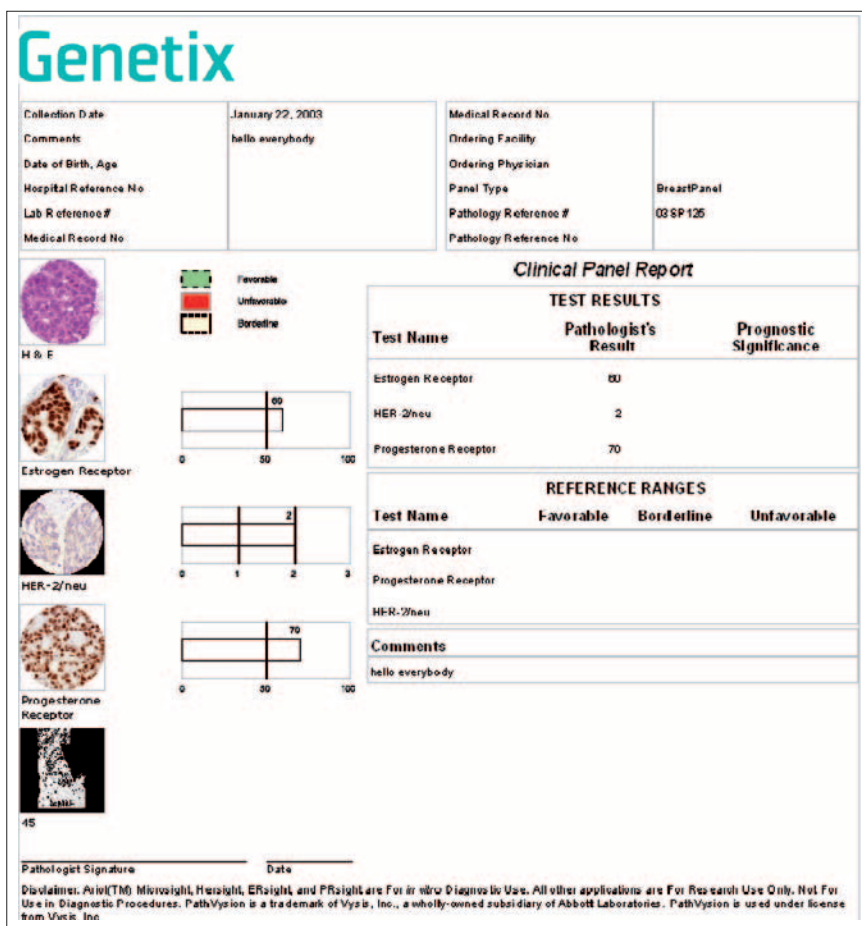 Genetix
Collection Date January 22, 2003
Comments hello everybody
Date of Birth, Age
Hospital Reference No
Lab Reference #
Medical Record No
Medical Record No
Ordering Facility
Ordering Physician
Panel Type BreastPanel
Pathology Reference # 03SP125
Pathology Reference No
H & E
Favorable
Unfavorable
Borderline
60
0 50 100
Estrogen Receptor
2
0 1 2 3
HER-2/neu
70
0 50 100
Progesterone
Receptor
45
Clinical Panel Report
TEST RESULTS
Test Name Pathologist's Result Prognostic Significance
Estrogen Receptor 60
HER-2/neu 2
Progesterone Receptor 70
REFERENCE RANGES
Test Name Favorable Borderline Unfavorable
Estrogen Receptor
Progesterone Receptor
HER-2/neu
Comments
hello everybody
Pathologist Signature Date
Disclaimer. Ariol(TM) Microsight, Hersight, ERsight, and PRsight are For in vitro Diagnostic Use. All other applications are For Research Use Only. Not For
Use in Diagnostic Procedures. PathVysion is a trademark of Vysis, Inc., a wholly-owned subsidiary of Abbott Laboratories. PathVysion is used under license
from Vysis, Inc